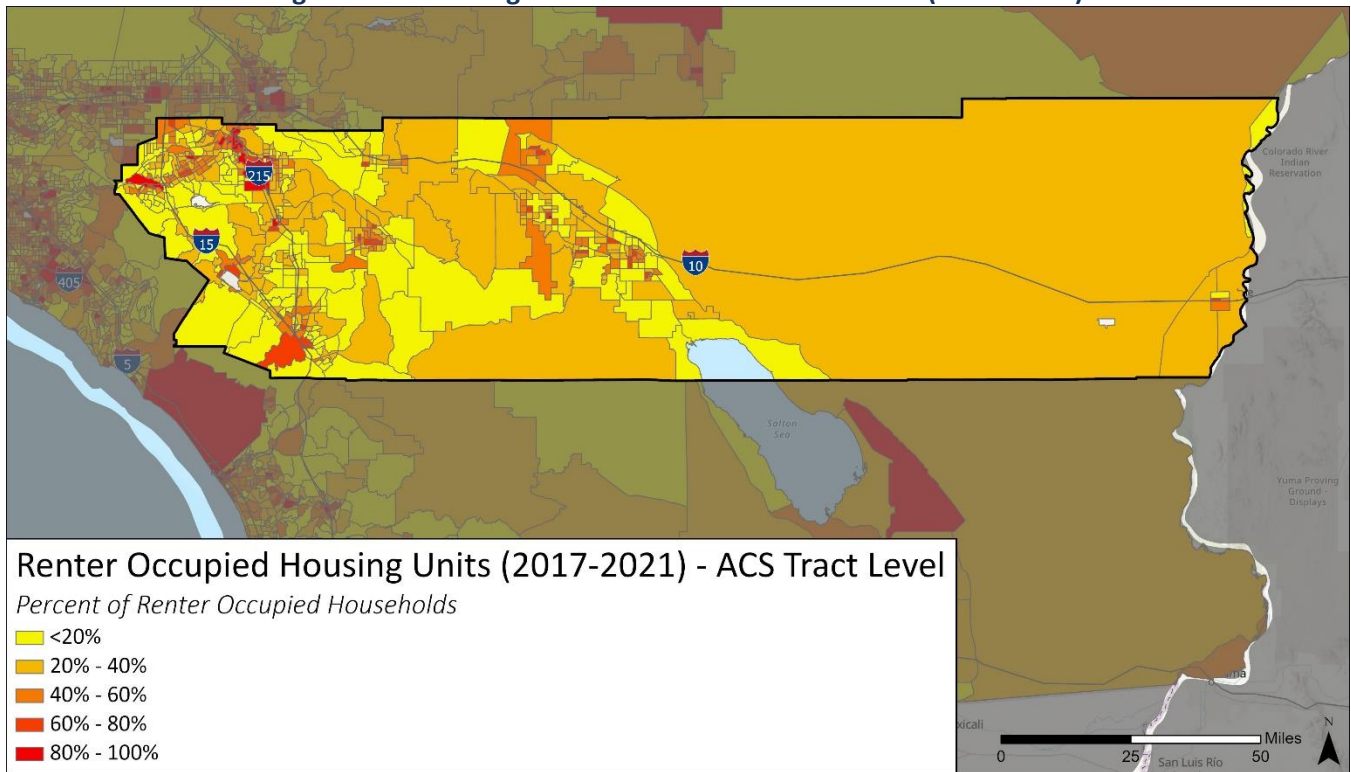 215
15
10
405
5
Colorado River
Indian
Reservation
Salton
Sea
Yuma Proving
Ground -
Displays
Renter Occupied Housing Units (2017-2021) - ACS Tract Level
Percent of Renter Occupied Households
<20%
20% - 40%
40% - 60%
60% - 80%
80% - 100%
San Luis Río
0
25
50
Miles
N